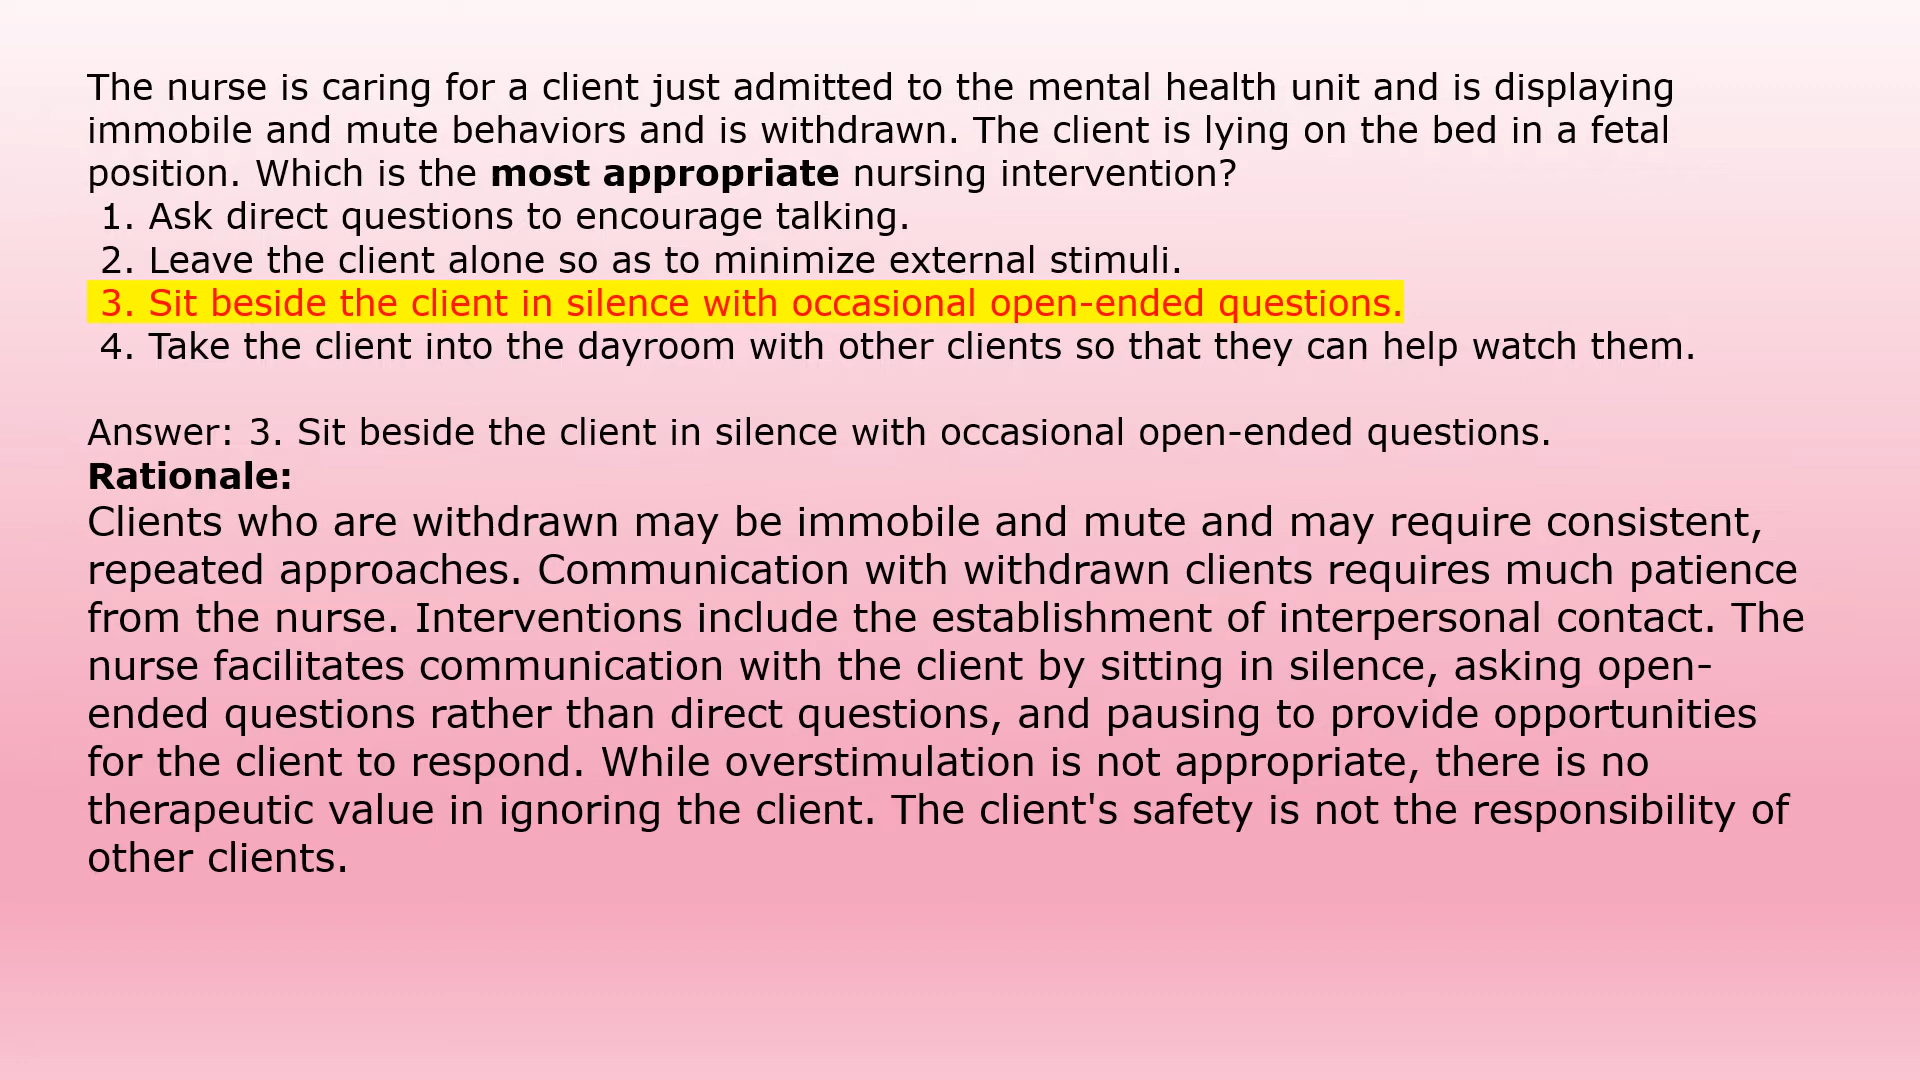 The nurse is caring for a client just admitted to the mental health unit and is displaying
immobile and mute behaviors and is withdrawn. The client is lying on the bed in a fetal
position. Which is the most appropriate nursing intervention?
1. Ask direct questions to encourage talking.
2. Leave the client alone so as to minimize external stimuli.
3. Sit beside the client in silence with occasional open-ended questions.
4. Take the client into the dayroom with other clients so that they can help watch them.
Answer: 3. Sit beside the client in silence with occasional open-ended questions.
Rationale:
Clients who are withdrawn may be immobile and mute and may require consistent,
repeated approaches. Communication with withdrawn clients requires much patience
from the nurse. Interventions include the establishment of interpersonal contact. The
nurse facilitates communication with the client by sitting in silence, asking open-
ended questions rather than direct questions, and pausing to provide opportunities
for the client to respond. While overstimulation is not appropriate, there is no
therapeutic value in ignoring the client. The client's safety is not the responsibility of
other clients.